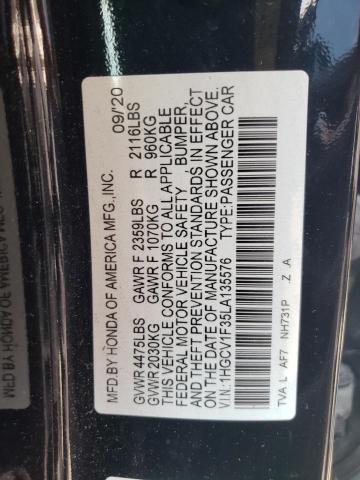 MFD.BY HONDA OF AMERICA MFG.,INC. 09/'20
GVWR 4475LBS GAWR F 2359LBS R 2116LBS
GVWR 2030KG GAWR F 1070KG R 960KG
THIS VEHICLE CONFORMS TO ALL APPLICABLE
FEDERAL MOTOR VEHICLE SAFETY BUMPER,
AND THEFT PREVENTION STANDARDS IN EFFECT
ON THE DATE OF MANUFACTURE SHOWN ABOVE.
V.I.N.:1HGCV1F35LA135576 TYPE:PASSENGER CAR
TVA L AF7 NH731P Z A